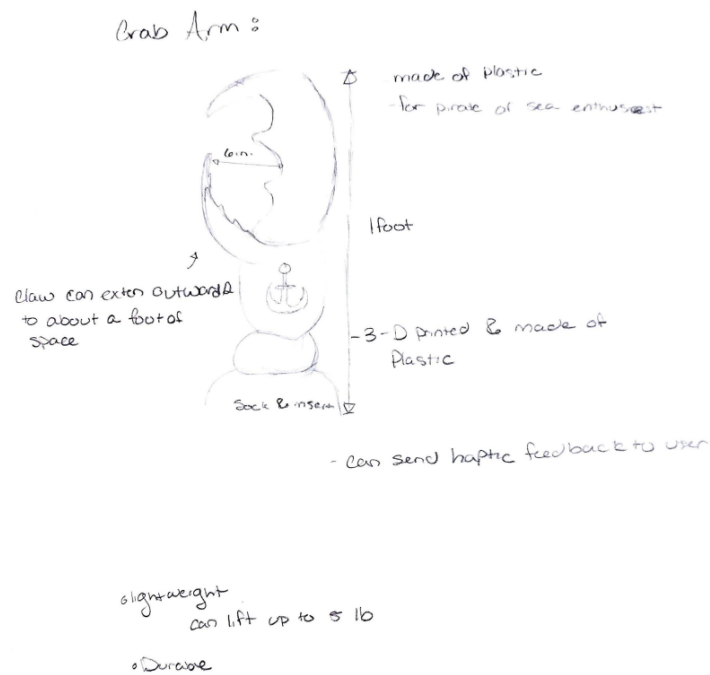 Crab Arm:
made of plastic
-for pirate or sea enthusest
6in.
1foot
Claw can exten outwards
to about a foot of
space
-3-D printed & made of
Plastic
Sock & insert
- can send haptic feedback to user
lightweight
can lift up to 5 lb
Durable